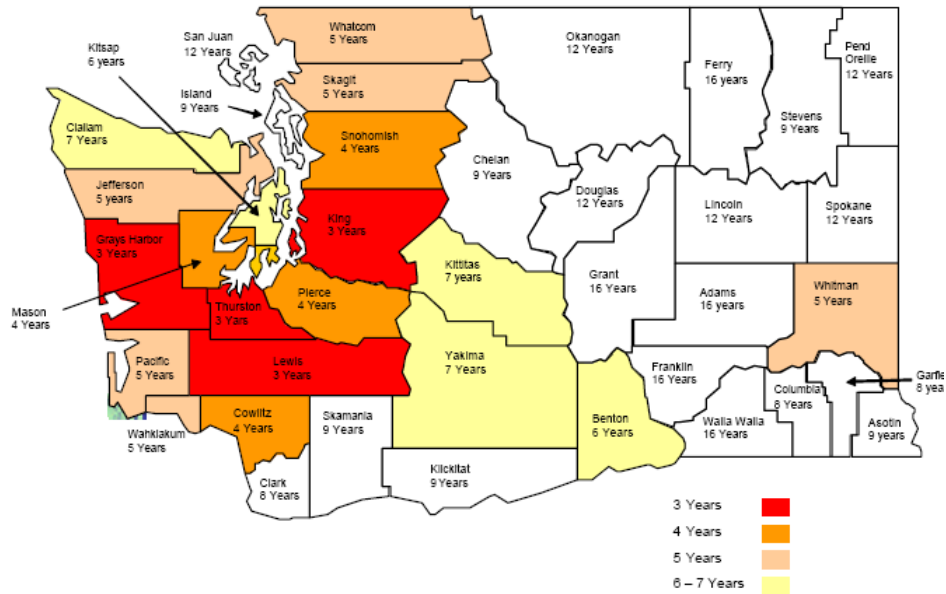 Whatcom
5 Years
San Juan
12 Years
Kitsap
6 years
Okanogan
12 Years
Ferry
16 years
Pend
Oreille
12 Years
Skagit
5 Years
Island
9 Years
Stevens
9 Years
Clallam
7 Years
Snohomish
4 Years
Chelan
9 Years
Jefferson
5 years
Douglas
12 Years
Lincoln
12 Years
Spokane
12 Years
King
3 Years
Grays Harbor
3 Years
Kittitas
7 years
Grant
16 Years
Adams
16 years
Whitman
5 Years
Mason
4 Years
Thurston
3 Yars
Pierce
4 Years
Pacific
5 Years
Lewis
3 Years
Yakima
7 Years
Franklin
16 Years
Columbia
8 Years
Garfie
8 yea
Cowlitz
4 Years
Skamania
9 Years
Benton
6 Years
Walla Walla
16 Years
Asotin
9 years
Wahkiakum
5 Years
Clark
8 Years
Klickitat
9 Years
3 Years
4 Years
5 Years
6 – 7 Years